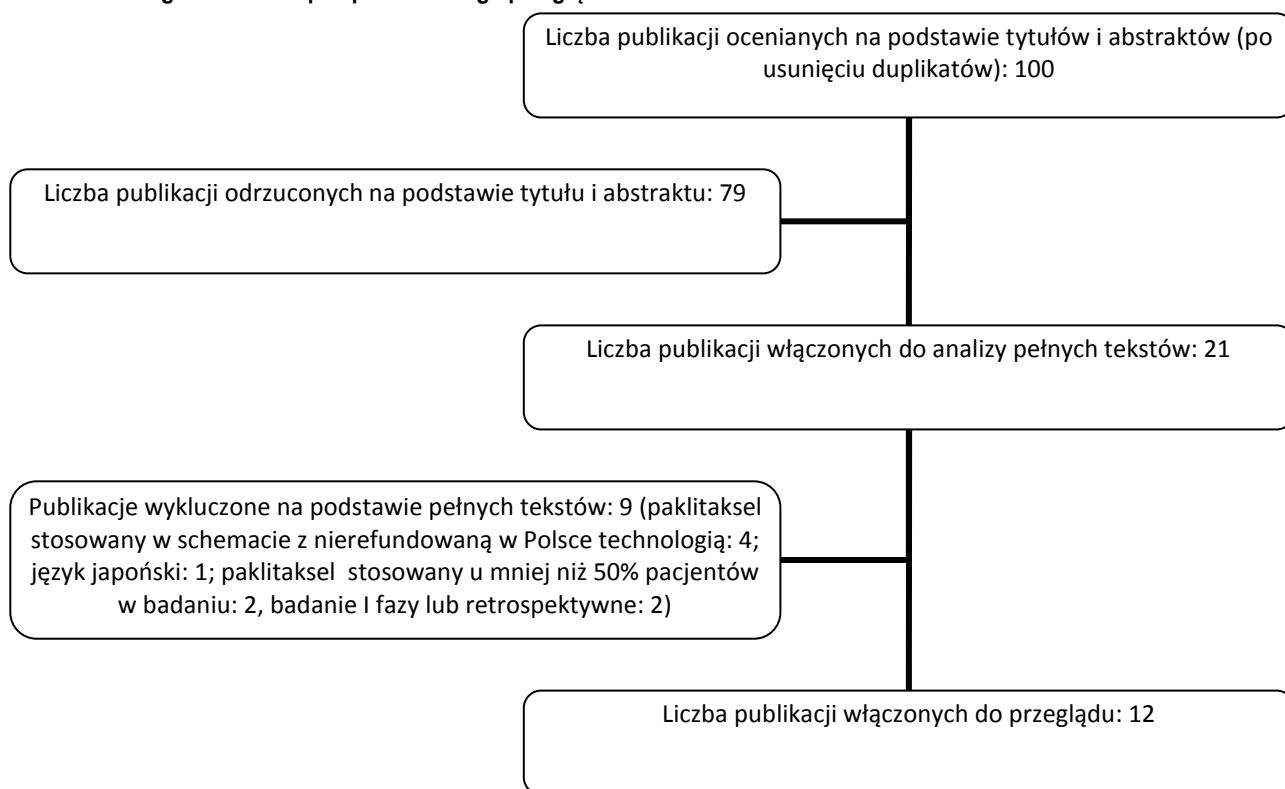 Liczba publikacji ocenianych na podstawie tytułów i abstraktów (po
usunięciu duplikatów): 100
Liczba publikacji odrzuconych na podstawie tytułu i abstraktu: 79
Liczba publikacji włączonych do analizy pełnych tekstów: 21
Publikacje wykluczone na podstawie pełnych tekstów: 9 (paklitaksel
stosowany w schemacie z nierefundowaną w Polsce technologią: 4;
język japoński: 1; paklitaksel stosowany u mniej niż 50% pacjentów
w badaniu: 2, badanie I fazy lub retrospektywne: 2)
Liczba publikacji włączonych do przeglądu: 12